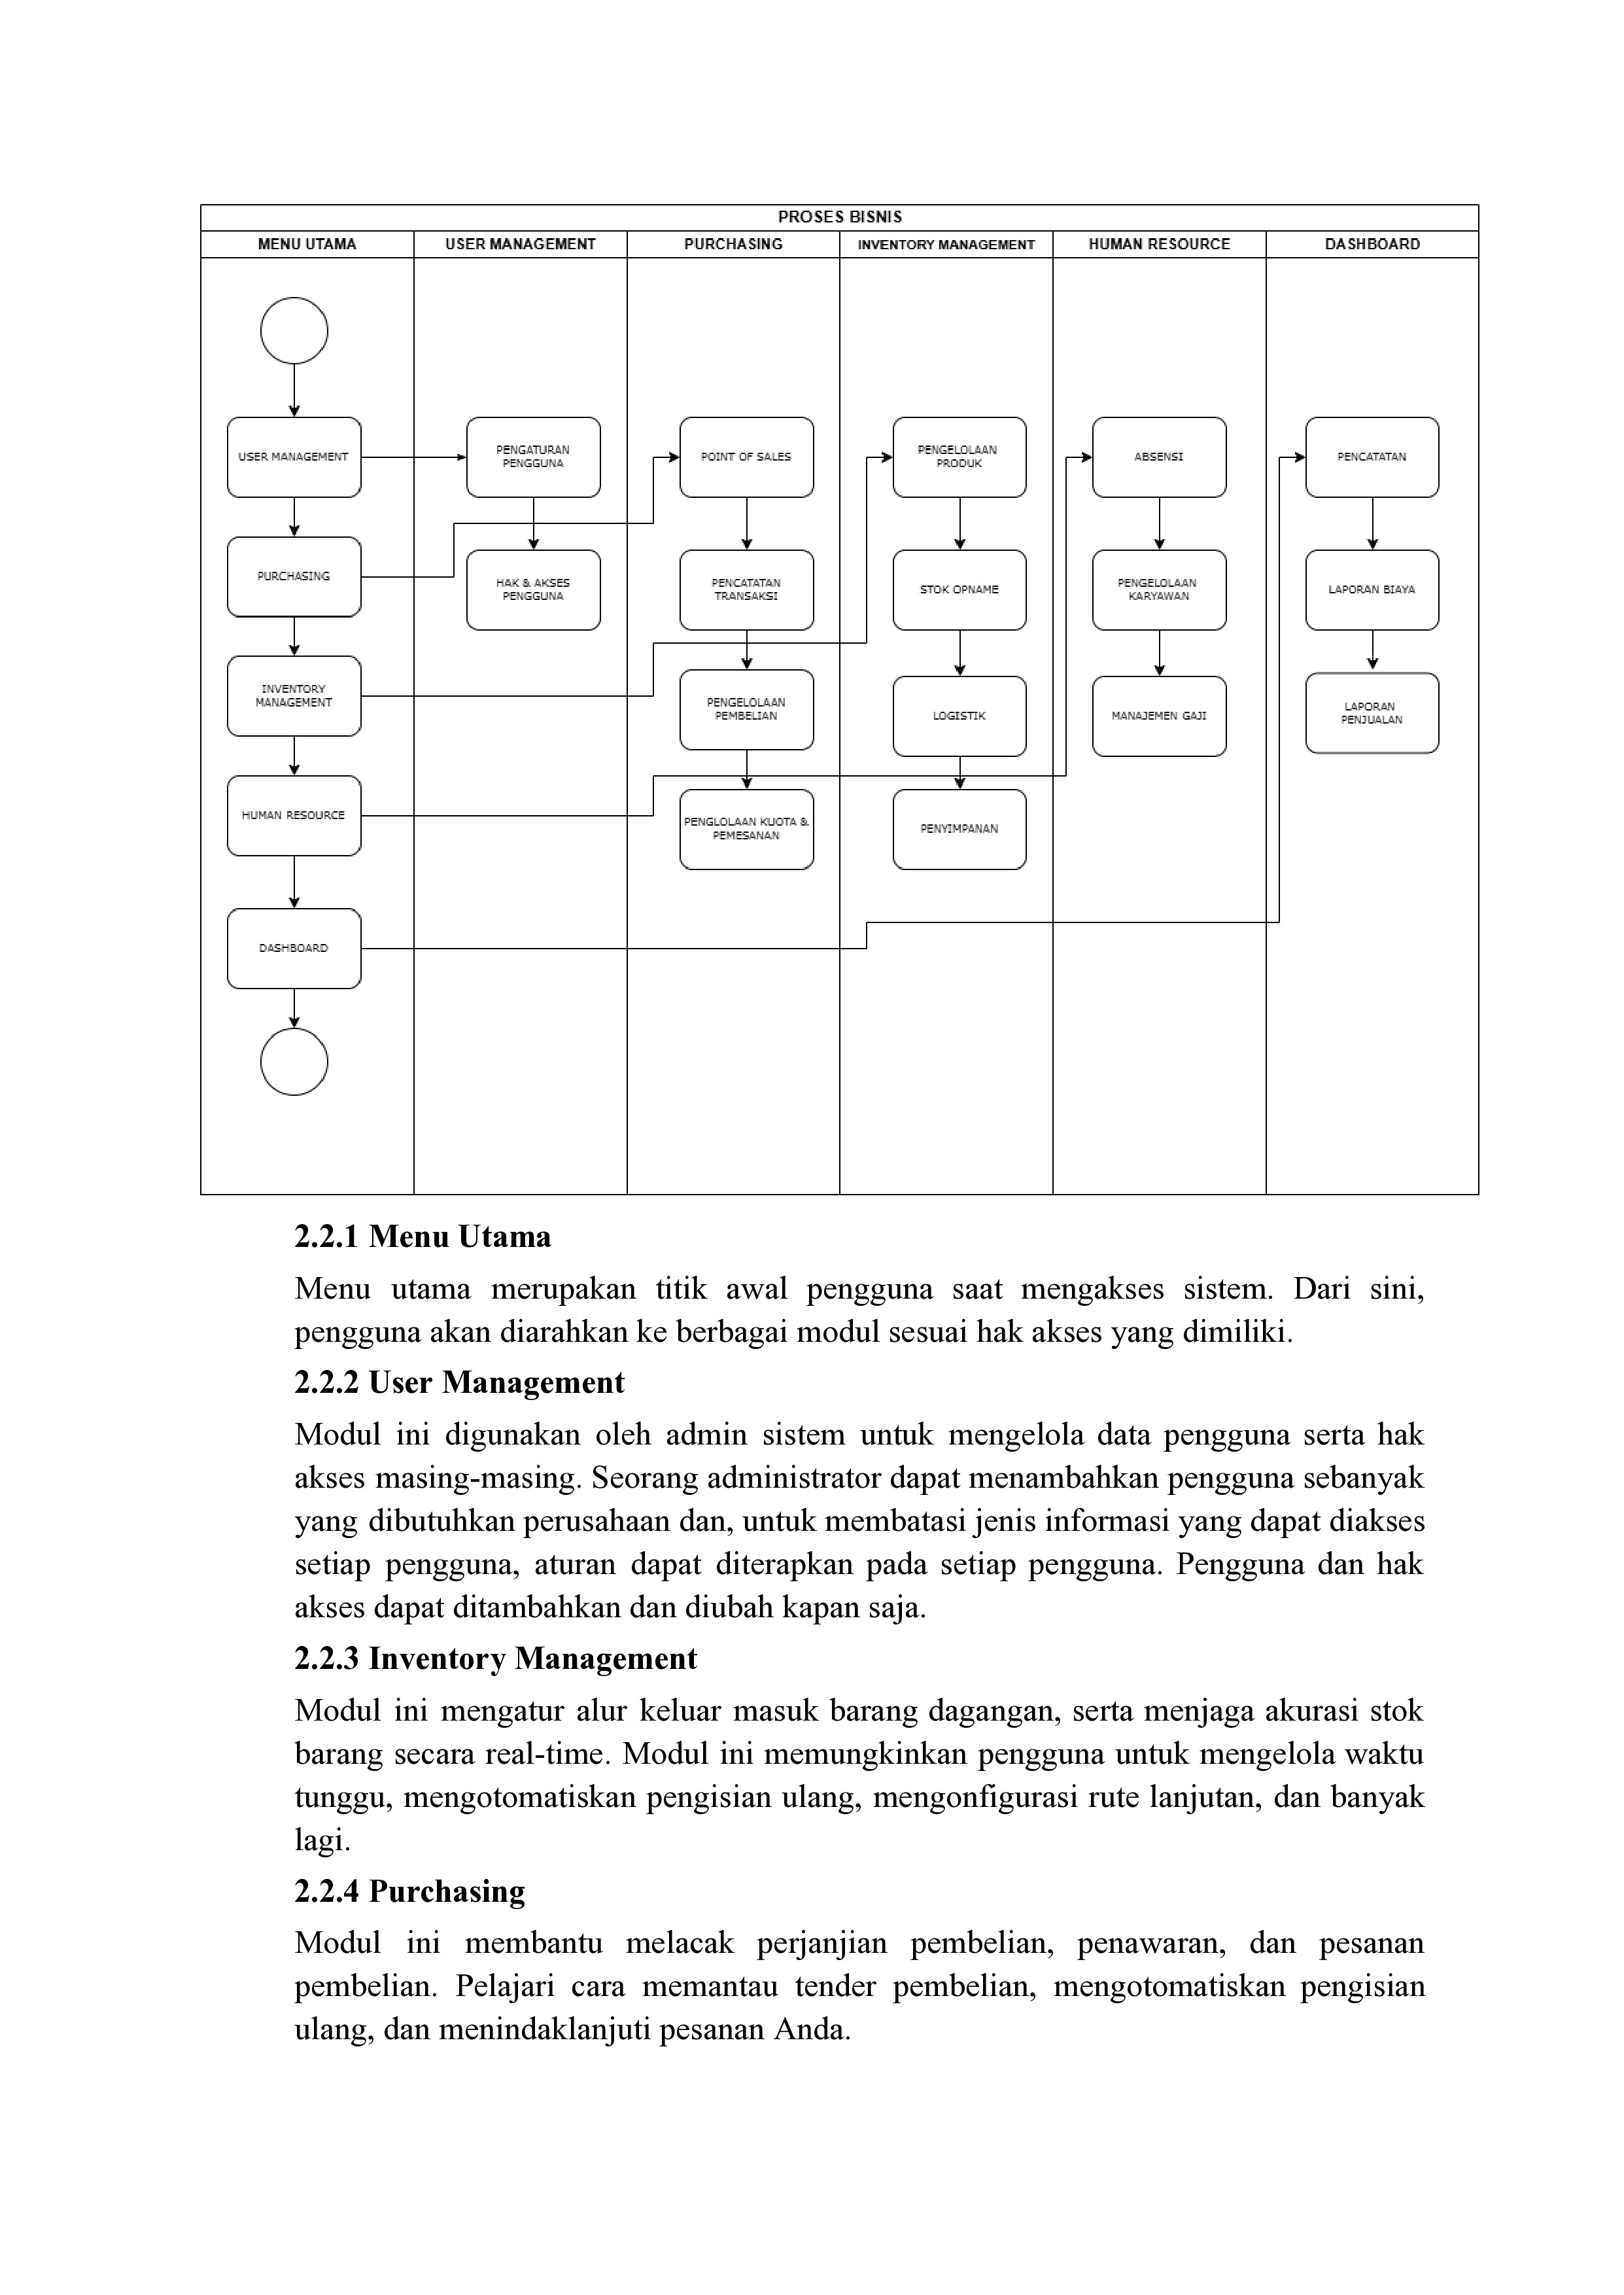 PROSES BISNIS
MENU UTAMA
USER MANAGEMENT
PURCHASING
INVENTORY MANAGEMENT
HUMAN RESOURCE
DASHBOARD
USER MANAGEMENT
PENGATURAN
PENGGUNA
POINT OF SALES
PENGELOLAAN
PRODUK
ABSENSI
PENCATATAN
PURCHASING
HAK & AKSES
PENGGUNA
PENCATATAN
TRANSAKSI
STOK OPNAME
PENGELOLAAN
KARYAWAN
LAPORAN BIAYA
INVENTORY
MANAGEMENT
PENGELOLAAN
PEMBELIAN
LOGISTIK
MANAJEMEN GAJI
LAPORAN
PENJUALAN
HUMAN RESOURCE
PENGLOLAAN KUOTA &
PEMESANAN
PENYIMPANAN
DASHBOARD
2.2.1 Menu Utama
Menu utama merupakan titik awal pengguna saat mengakses sistem. Dari sini,
pengguna akan diarahkan ke berbagai modul sesuai hak akses yang dimiliki.
2.2.2 User Management
Modul ini digunakan oleh admin sistem untuk mengelola data pengguna serta hak
akses masing-masing. Seorang administrator dapat menambahkan pengguna sebanyak
yang dibutuhkan perusahaan dan, untuk membatasi jenis informasi yang dapat diakses
setiap pengguna, aturan dapat diterapkan pada setiap pengguna. Pengguna dan hak
akses dapat ditambahkan dan diubah kapan saja.
2.2.3 Inventory Management
Modul ini mengatur alur keluar masuk barang dagangan, serta menjaga akurasi stok
barang secara real-time. Modul ini memungkinkan pengguna untuk mengelola waktu
tunggu, mengotomatiskan pengisian ulang, mengonfigurasi rute lanjutan, dan banyak
lagi.
2.2.4 Purchasing
Modul ini membantu melacak perjanjian pembelian, penawaran, dan pesanan
pembelian. Pelajari cara memantau tender pembelian, mengotomatiskan pengisian
ulang, dan menindaklanjuti pesanan Anda.